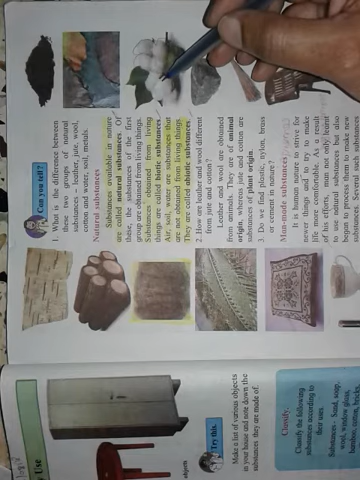 Can you tell?
1. What is the difference between
these two groups of natural
substances - leather, jute, wool,
cotton and water, soil, metals.
Natural substances
Substances available in nature
are called natural substances. Of
these, the substances of the first
group are obtained from living things.
Substances obtained from living
things are called biotic substances.
Air, soil, water are substances that
are not obtained from living things.
They are called abiotic substances.
2. How are leather and wool different
from jute and cotton?
Leather and wool are obtained
from animals. They are of animal
origin, whereas jute and cotton are
substances of plant origin.
3. Do we find plastic, nylon, brass
or cement in nature?
Man-made substances
It is human nature to strive for
newer things and to try to make
life more comfortable. As a result
of his efforts, man not only learnt
to use natural substances but also
began to process them to make new
substances. Several such substances
Use
objects
Try this.
Make a list of various objects
in your house and note down the
substances they are made of.
Classify.
Classify the following
substances according to
their uses.
Substances - Sand, soap,
wool, window glass,
bamboo, cotton, bricks,